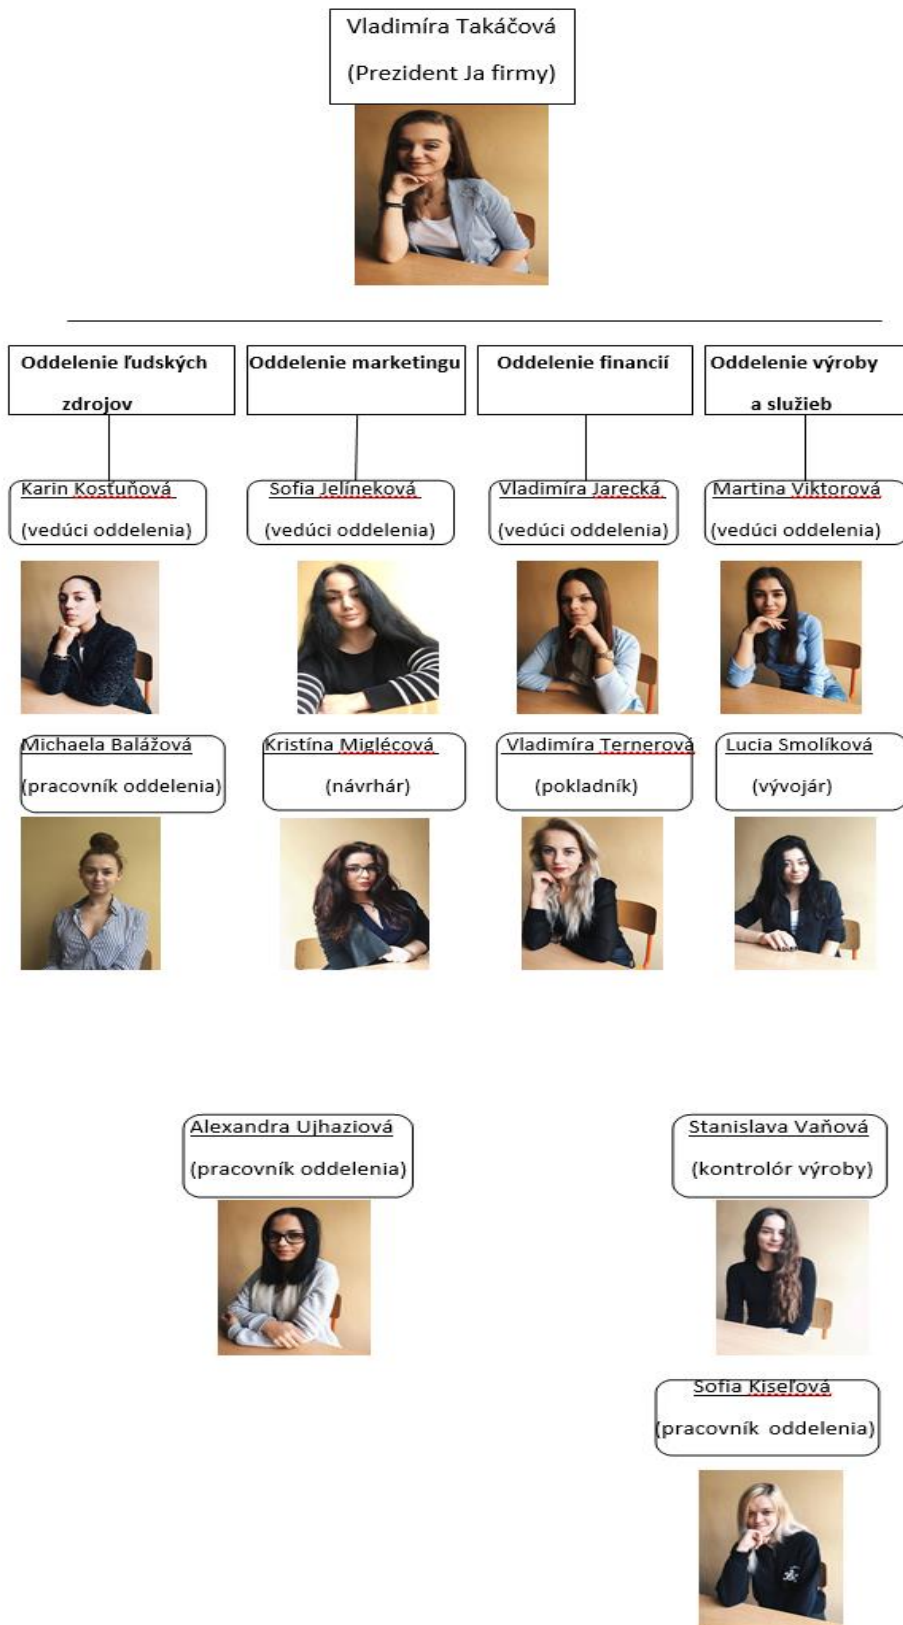 Vladimíra Takáčová
(Prezident Ja firmy)
Oddelenie ľudských
zdrojov
Oddelenie marketingu
Oddelenie financií
Oddelenie výroby
a služieb
Karin Kosťuňová
(vedúci oddelenia)
Sofia Jelíneková
(vedúci oddelenia)
Vladimíra Jarecká
(vedúci oddelenia)
Martina Viktorová
(vedúci oddelenia)
Michaela Balážová
(pracovník oddelenia)
Kristína Miglécová
(návrhár)
Vladimíra Ternerová
(pokladník)
Lucia Smolíková
(vývojár)
Alexandra Ujhaziová
(pracovník oddelenia)
Stanislava Vaňová
(kontrolór výroby)
Sofia Kiseľová
(pracovník oddelenia)